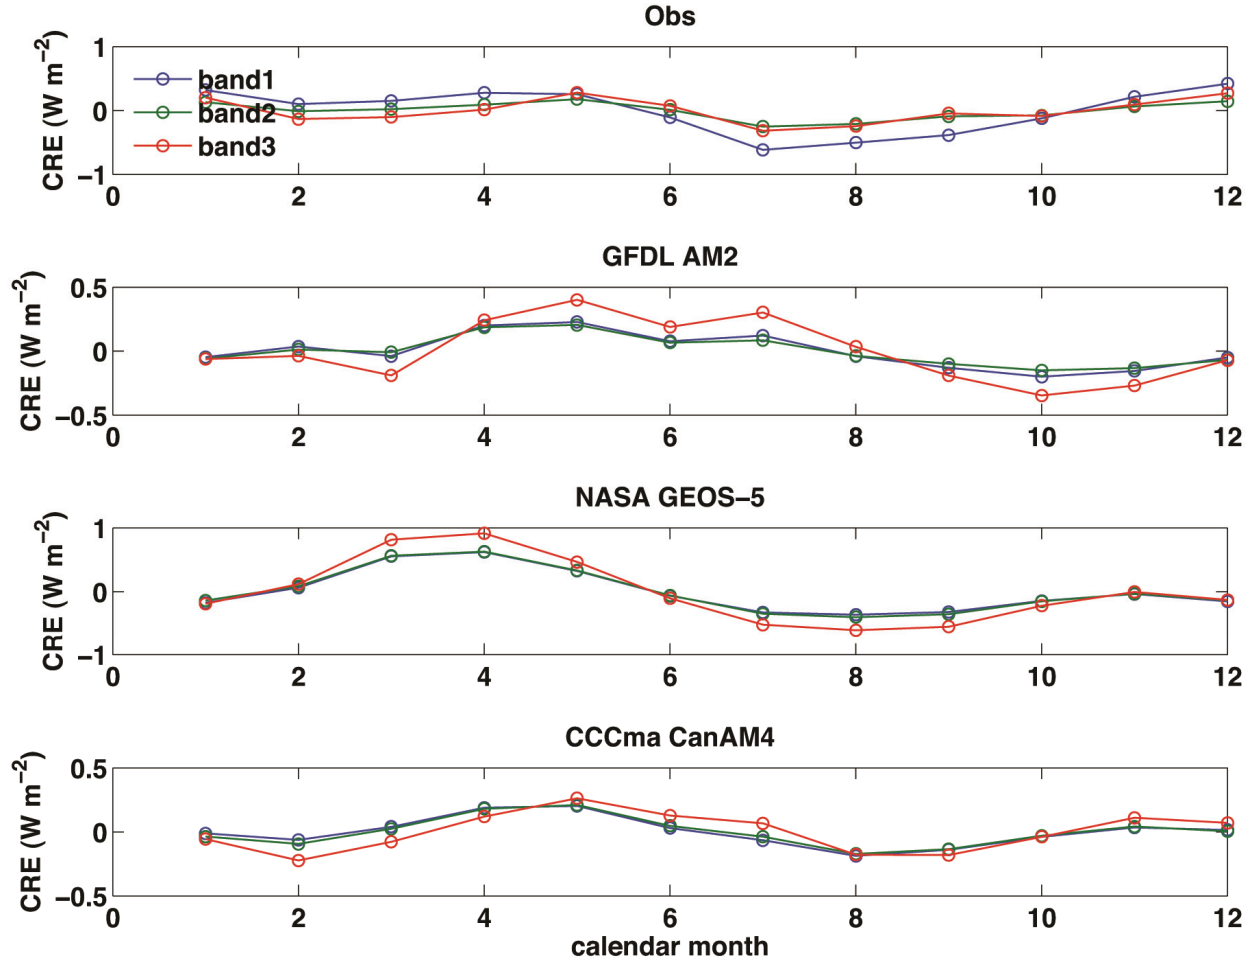 Obs
CRE (W m−2)
1
0
−1
band1
band2
band3
0 2 4 6 8 10 12
GFDL AM2
CRE (W m−2)
0.5
0
−0.5
0 2 4 6 8 10 12
NASA GEOS−5
CRE (W m−2)
1
0
−1
0 2 4 6 8 10 12
CCCma CanAM4
CRE (W m−2)
0.5
0
−0.5
0 2 4 6 8 10 12
calendar month